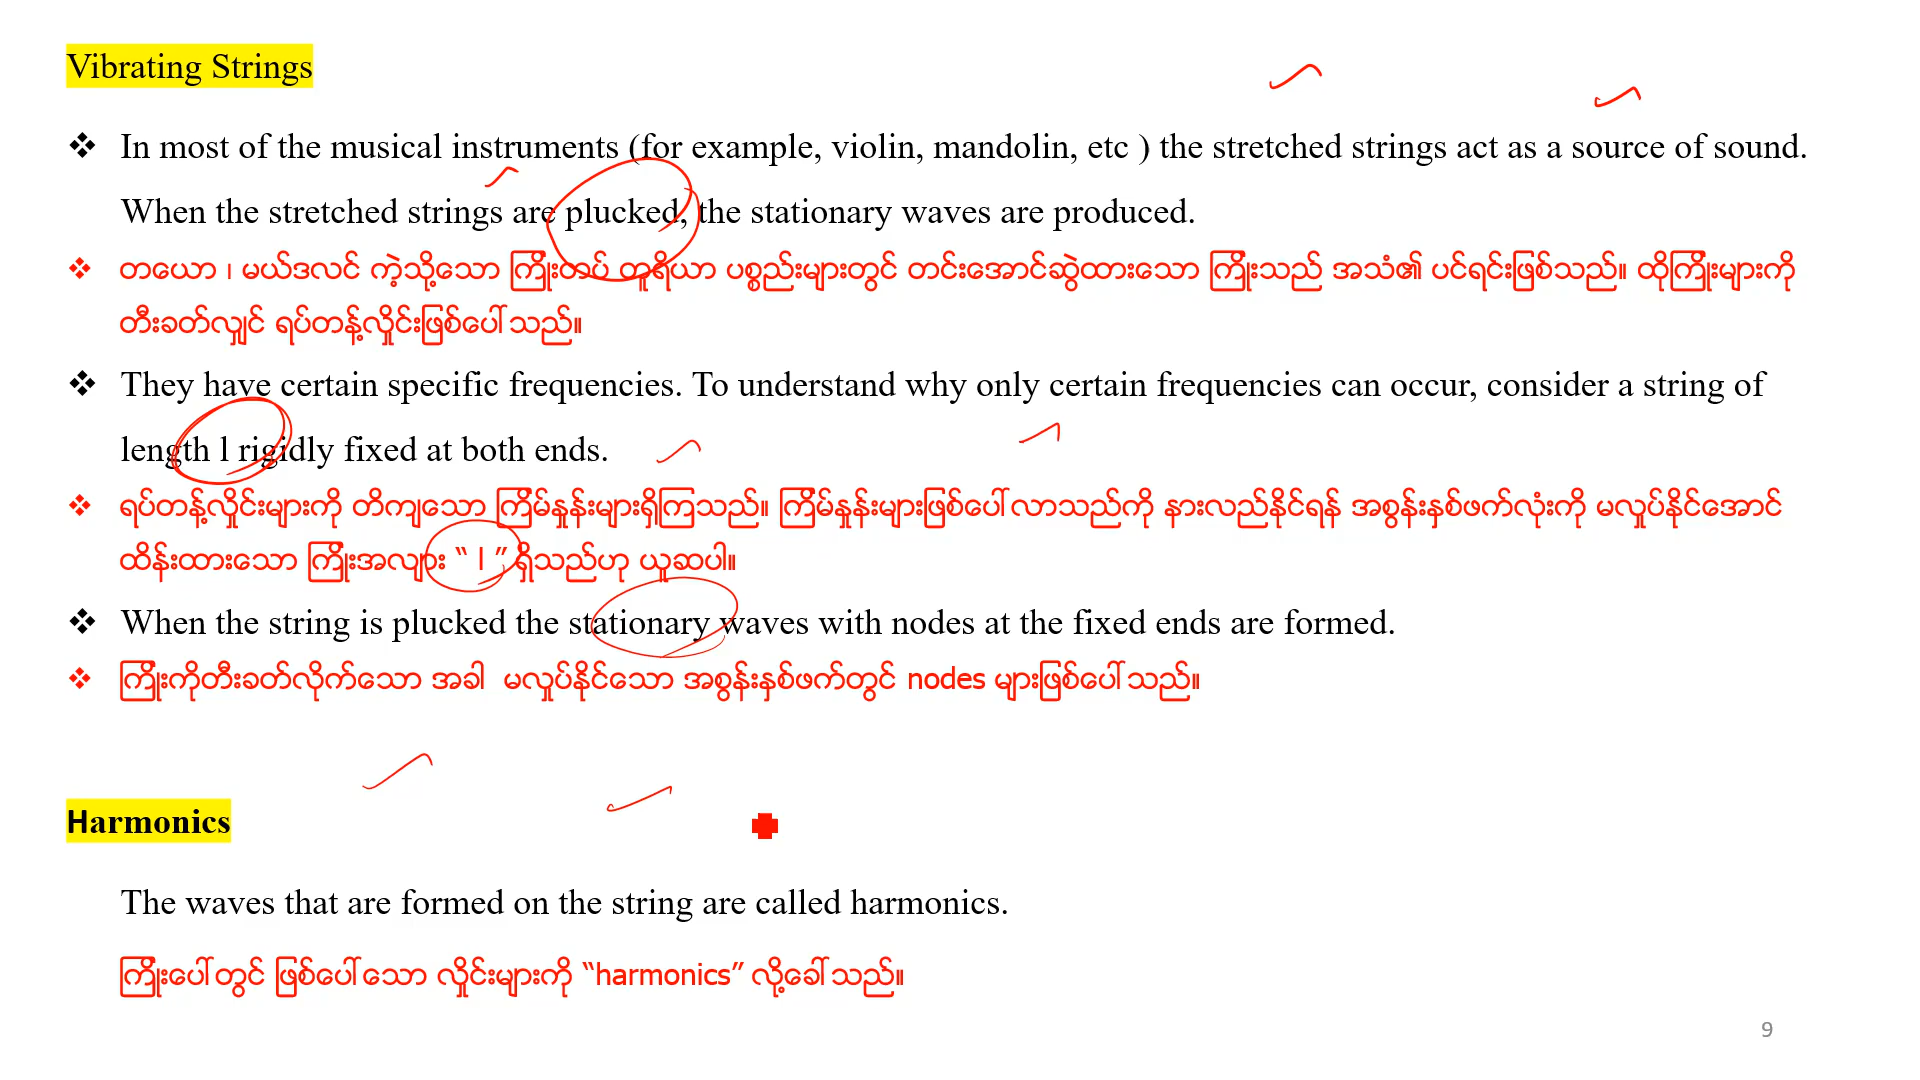 Vibrating Strings
❖ In most of the musical instruments (for example, violin, mandolin, etc ) the stretched strings act as a source of sound.
When the stretched strings are plucked, the stationary waves are produced.
❖ တယော ၊ မယ်ဒလင် ကဲ့သို့သော ကြိုးတပ် တူရိယာ ပစ္စည်းများတွင် တင်းအောင်ဆွဲထားသော ကြိုးသည် အသံ၏ ပင်ရင်းဖြစ်သည်။ ထိုကြိုးများကို
တီးခတ်လျှင် ရပ်တန့်လှိုင်းဖြစ်ပေါ်သည်။
❖ They have certain specific frequencies. To understand why only certain frequencies can occur, consider a string of
length l rigidly fixed at both ends.
❖ ရပ်တန့်လှိုင်းများကို တိကျသော ကြိမ်နှုန်းများရှိကြသည်။ ကြိမ်နှုန်းများဖြစ်ပေါ်လာသည်ကို နားလည်နိုင်ရန် အစွန်းနှစ်ဖက်လုံးကို မလှုပ်နိုင်အောင်
ထိန်းထားသော ကြိုးအလျား “ l ” ရှိသည်ဟု ယူဆပါ။
❖ When the string is plucked the stationary waves with nodes at the fixed ends are formed.
❖ ကြိုးကိုတီးခတ်လိုက်သော အခါ မလှုပ်နိုင်သော အစွန်းနှစ်ဖက်တွင် nodes များဖြစ်ပေါ်သည်။
Harmonics
The waves that are formed on the string are called harmonics.
ကြိုးပေါ်တွင် ဖြစ်ပေါ်သော လှိုင်းများကို “harmonics” လို့ခေါ်သည်။
9